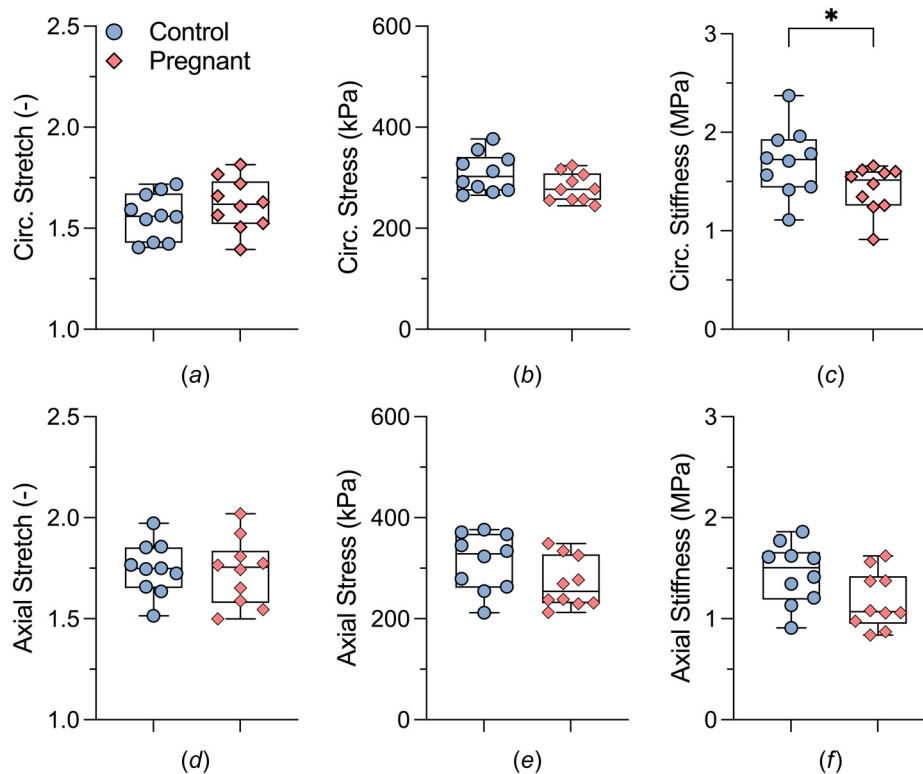 Control
Pregnant
Circ. Stretch (-)
2.5
2.0
1.5
1.0
(a)
Circ. Stress (kPa)
600
400
200
0
(b)
Circ. Stiffness (MPa)
3
2
1
0
*
(c)
Axial Stretch (-)
2.5
2.0
1.5
1.0
(d)
Axial Stress (kPa)
600
400
200
0
(e)
Axial Stiffness (MPa)
3
2
1
0
(f)